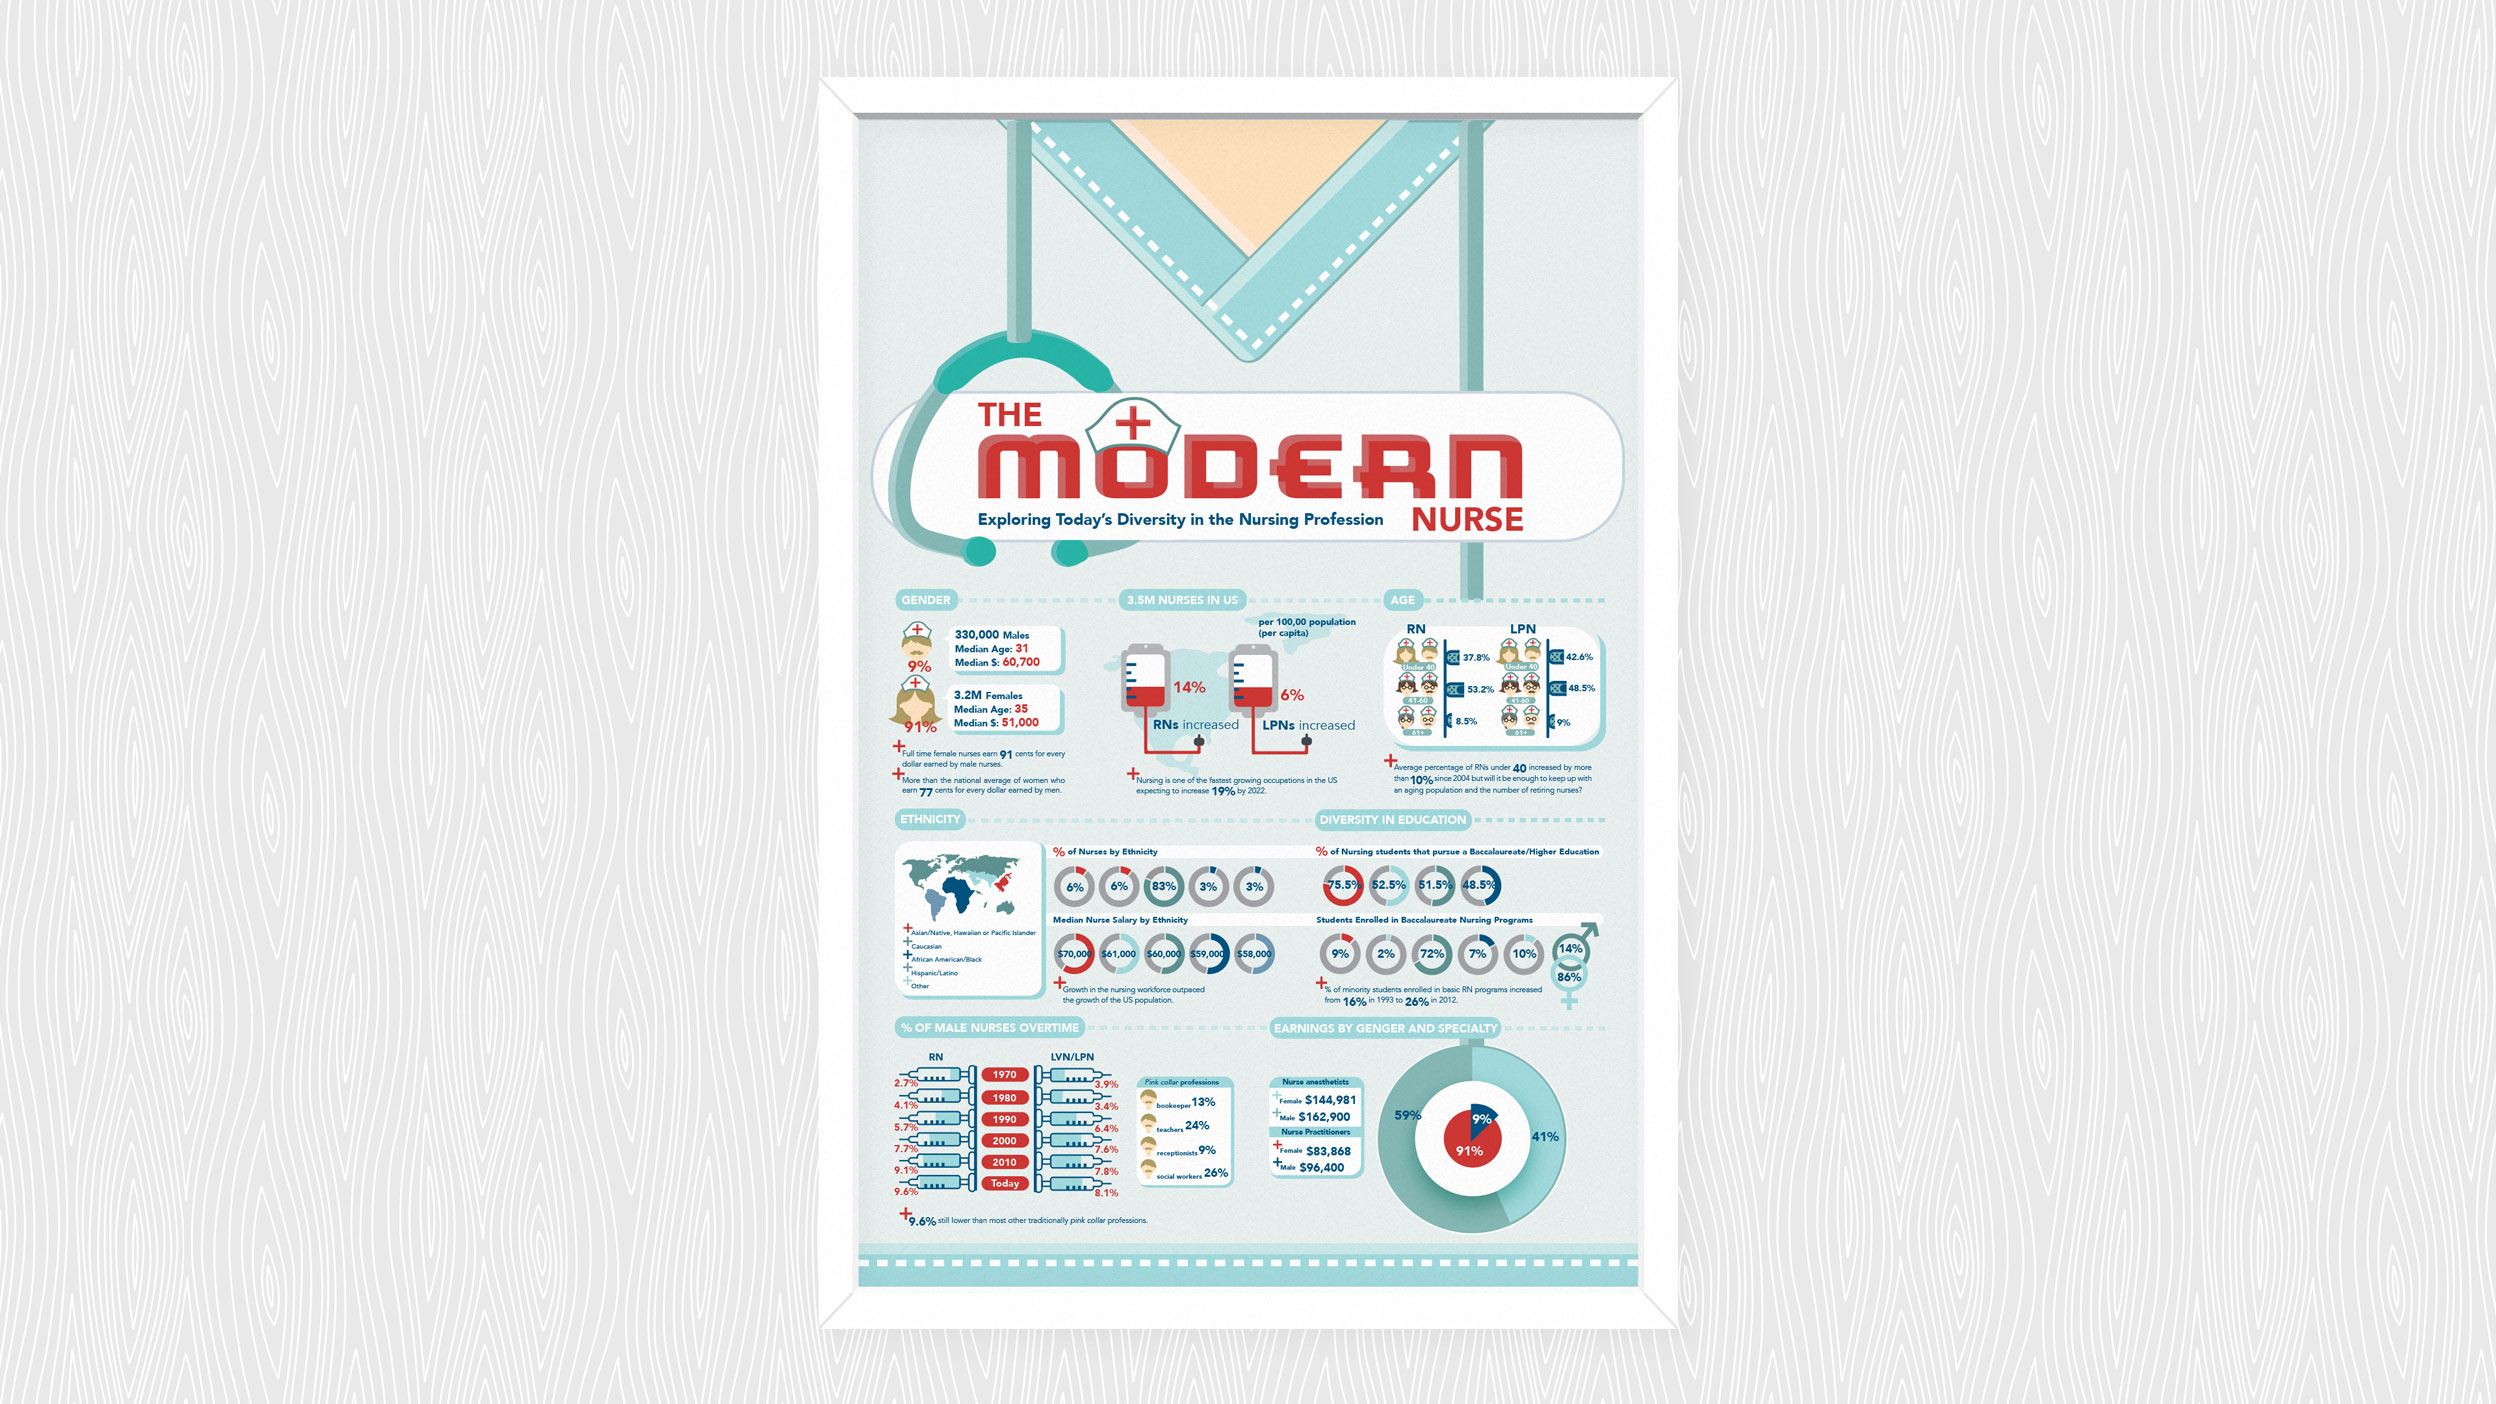 THE
MODERN
Exploring Today's Diversity in the Nursing Profession
NURSE
GENDER
9%
330,000 Males
Median Age: 31
Median $: 60,700
91%
3.2M Females
Median Age: 35
Median $: 51,000
Full time female nurses earn 91 cents for every
dollar earned by male nurses.
More than the national average of women who
earn 77 cents for every dollar earned by men.
3.5M NURSES IN US
per 100,00 population
(per capita)
14%
RNs increased
6%
LPNs increased
Nursing is one of the fastest growing occupations in the US
expecting to increase 19% by 2022.
AGE
RN
LPN
Under 40
37.8%
Under 40
42.6%
41-60
53.2%
41-60
48.5%
61+
8.5%
61+
9%
Average percentage of RNs under 40 increased by more
than 10% since 2004 but will it be enough to keep up with
an aging population and the number of retiring nurses?
ETHNICITY
Asian/Native, Hawaiian or Pacific Islander
Caucasian
African American/Black
Hispanic/Latino
Other
% of Nurses by Ethnicity
6% 6% 83% 3% 3%
Median Nurse Salary by Ethnicity
$70,000 $61,000 $60,000 $59,000 $58,000
Growth in the nursing workforce outpaced
the growth of the US population.
DIVERSITY IN EDUCATION
% of Nursing students that pursue a Baccalaureate/Higher Education
75.5% 52.5% 51.5% 48.5%
Students Enrolled in Baccalaureate Nursing Programs
9% 2% 72% 7% 10%
14%
86%
% of minority students enrolled in basic RN programs increased
from 16% in 1993 to 26% in 2012.
% OF MALE NURSES OVERTIME
RN
LVN/LPN
2.7% 1970 3.9%
4.1% 1980 3.4%
5.7% 1990 6.4%
7.7% 2000 7.6%
9.1% 2010 7.8%
9.6% Today 8.1%
Pink collar professions
bookeeper 13%
teachers 24%
receptionists 9%
social workers 26%
9.6% still lower than most other traditionally pink collar professions.
EARNINGS BY GENGER AND SPECIALTY
Nurse anesthetists
Female $144,981
Male $162,900
Nurse Practitioners
Female $83,868
Male $96,400
59%
9%
91%
41%